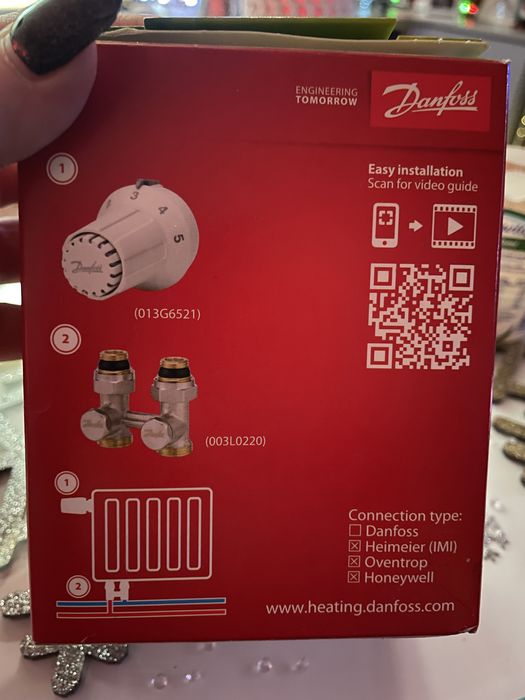 ENGINEERING
TOMORROW
Danfoss
1
Easy installation
Scan for video guide
3
4
5
Danfoss
(013G6521)
2
(003L0220)
1
2
Connection type:
☐ Danfoss
☒ Heimeier (IMI)
☒ Oventrop
☒ Honeywell
www.heating.danfoss.com